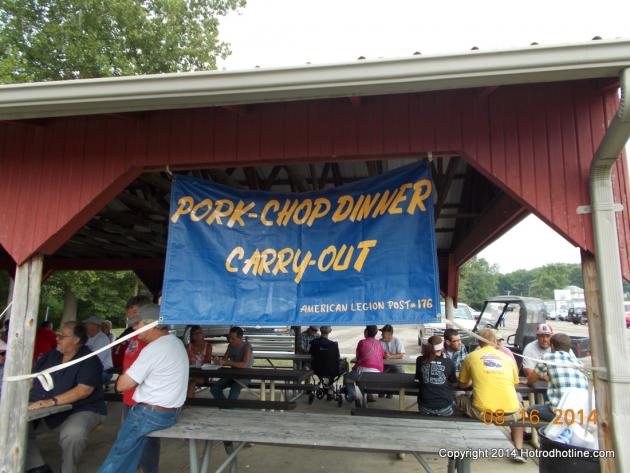 PORK-CHOP DINNER
CARRY-OUT
AMERICAN LEGION POST #176
08.16.2014
Copyright 2014 Hotrodhotline.com